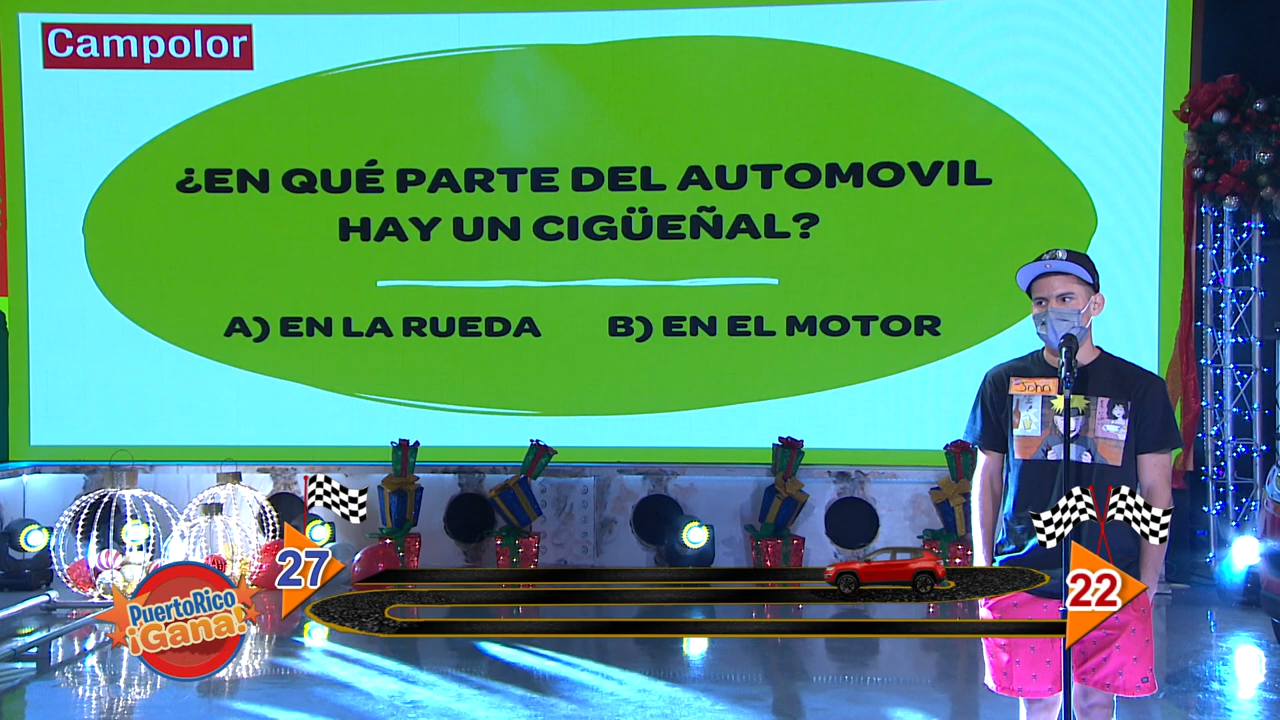 Campolor
¿EN QUÉ PARTE DEL AUTOMOVIL
HAY UN CIGÜEÑAL?
A) EN LA RUEDA B) EN EL MOTOR
John
27
22
PuertoRico
¡Gana!